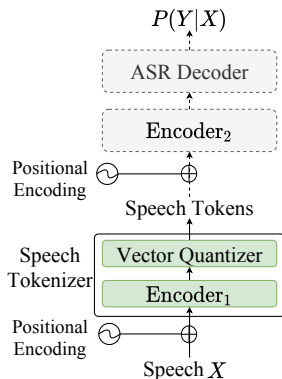 P(Y|X)
ASR Decoder
Encoder₂
Positional
Encoding
Speech Tokens
Speech
Tokenizer
Vector Quantizer
Encoder₁
Positional
Encoding
Speech X